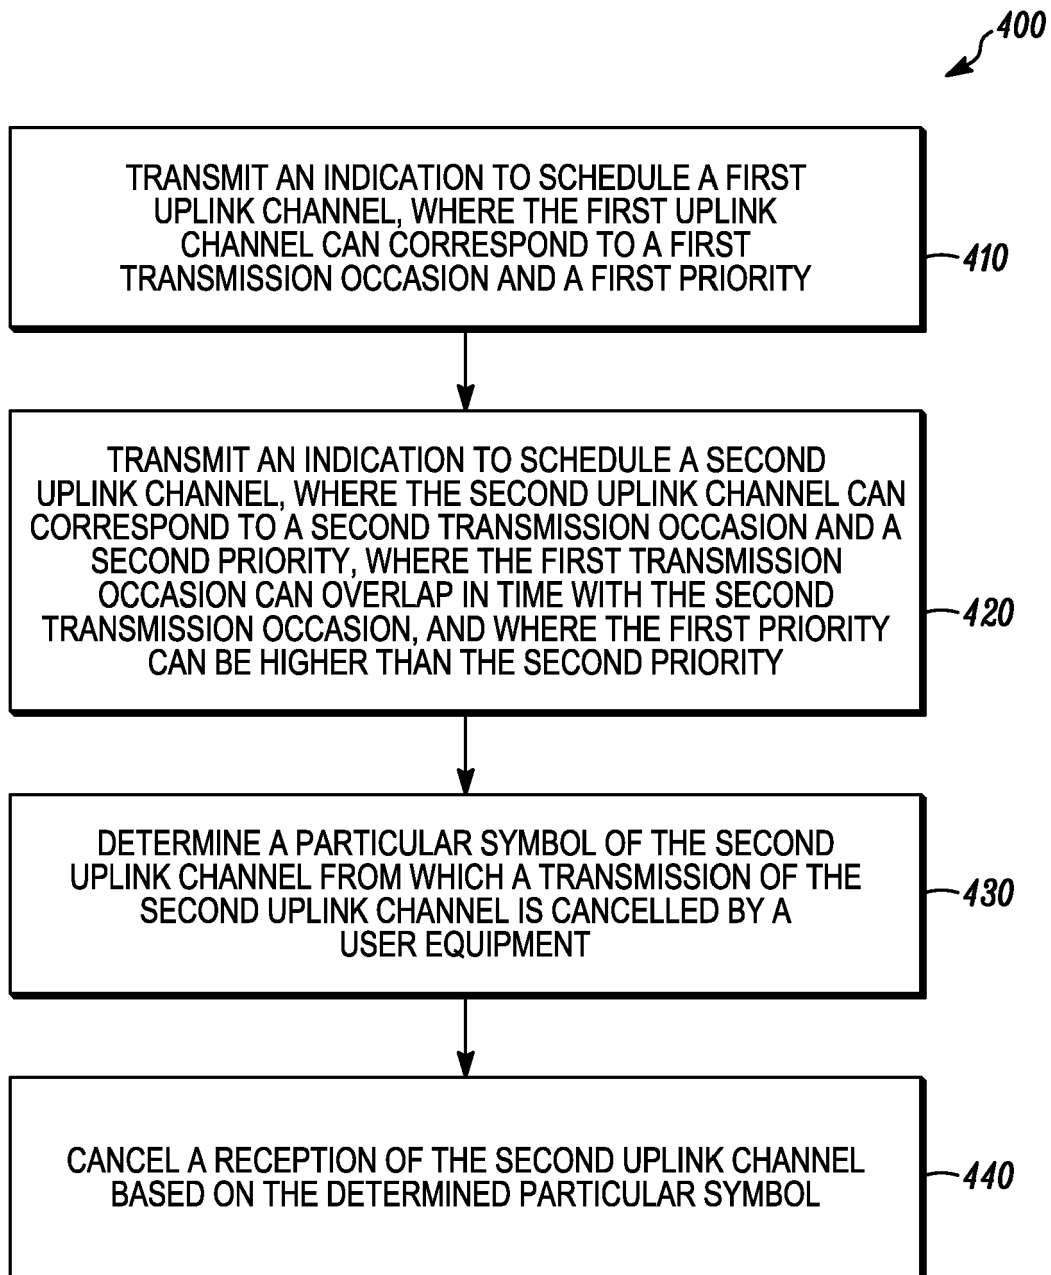 400
TRANSMIT AN INDICATION TO SCHEDULE A FIRST
UPLINK CHANNEL, WHERE THE FIRST UPLINK
CHANNEL CAN CORRESPOND TO A FIRST
TRANSMISSION OCCASION AND A FIRST PRIORITY
410
TRANSMIT AN INDICATION TO SCHEDULE A SECOND
UPLINK CHANNEL, WHERE THE SECOND UPLINK CHANNEL CAN
CORRESPOND TO A SECOND TRANSMISSION OCCASION AND A
SECOND PRIORITY, WHERE THE FIRST TRANSMISSION
OCCASION CAN OVERLAP IN TIME WITH THE SECOND
TRANSMISSION OCCASION, AND WHERE THE FIRST PRIORITY
CAN BE HIGHER THAN THE SECOND PRIORITY
420
DETERMINE A PARTICULAR SYMBOL OF THE SECOND
UPLINK CHANNEL FROM WHICH A TRANSMISSION OF THE
SECOND UPLINK CHANNEL IS CANCELLED BY A
USER EQUIPMENT
430
CANCEL A RECEPTION OF THE SECOND UPLINK CHANNEL
BASED ON THE DETERMINED PARTICULAR SYMBOL
440